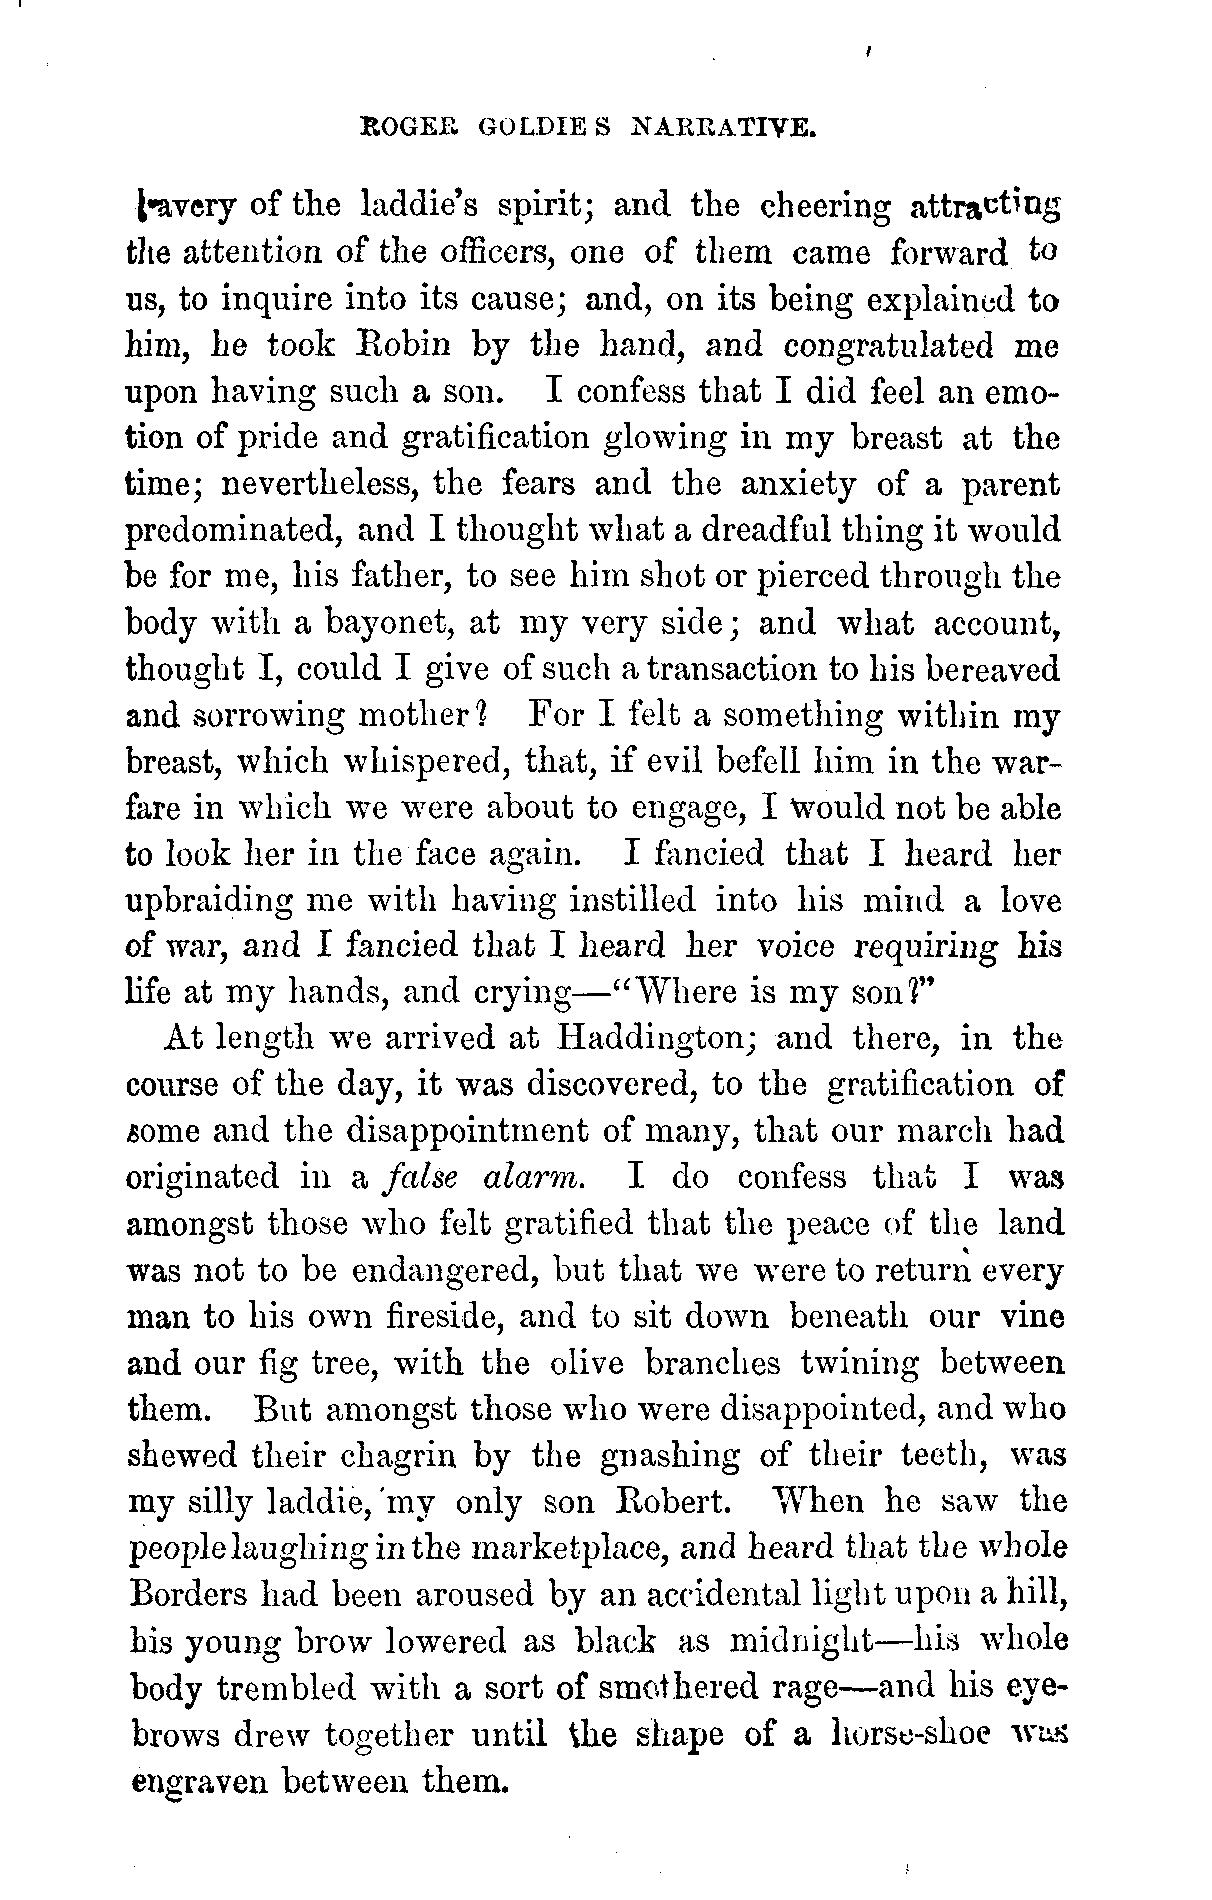 ROGER GOLDIE S NARRATIVE.
bravery of the laddie's spirit; and the cheering attracting
the attention of the officers, one of them came forward to
us, to inquire into its cause; and, on its being explained to
him, he took Robin by the hand, and congratulated me
upon having such a son. I confess that I did feel an emo-
tion of pride and gratification glowing in my breast at the
time; nevertheless, the fears and the anxiety of a parent
predominated, and I thought what a dreadful thing it would
be for me, his father, to see him shot or pierced through the
body with a bayonet, at my very side; and what account,
thought I, could I give of such a transaction to his bereaved
and sorrowing mother? For I felt a something within my
breast, which whispered, that, if evil befell him in the war-
fare in which we were about to engage, I would not be able
to look her in the face again. I fancied that I heard her
upbraiding me with having instilled into his mind a love
of war, and I fancied that I heard her voice requiring his
life at my hands, and crying—"Where is my son?"
At length we arrived at Haddington; and there, in the
course of the day, it was discovered, to the gratification of
some and the disappointment of many, that our march had
originated in a false alarm. I do confess that I was
amongst those who felt gratified that the peace of the land
was not to be endangered, but that we were to return every
man to his own fireside, and to sit down beneath our vine
and our fig tree, with the olive branches twining between
them. But amongst those who were disappointed, and who
shewed their chagrin by the gnashing of their teeth, was
my silly laddie, my only son Robert. When he saw the
people laughing in the marketplace, and heard that the whole
Borders had been aroused by an accidental light upon a hill,
his young brow lowered as black as midnight—his whole
body trembled with a sort of smothered rage—and his eye-
brows drew together until the shape of a horse-shoe was
engraven between them.